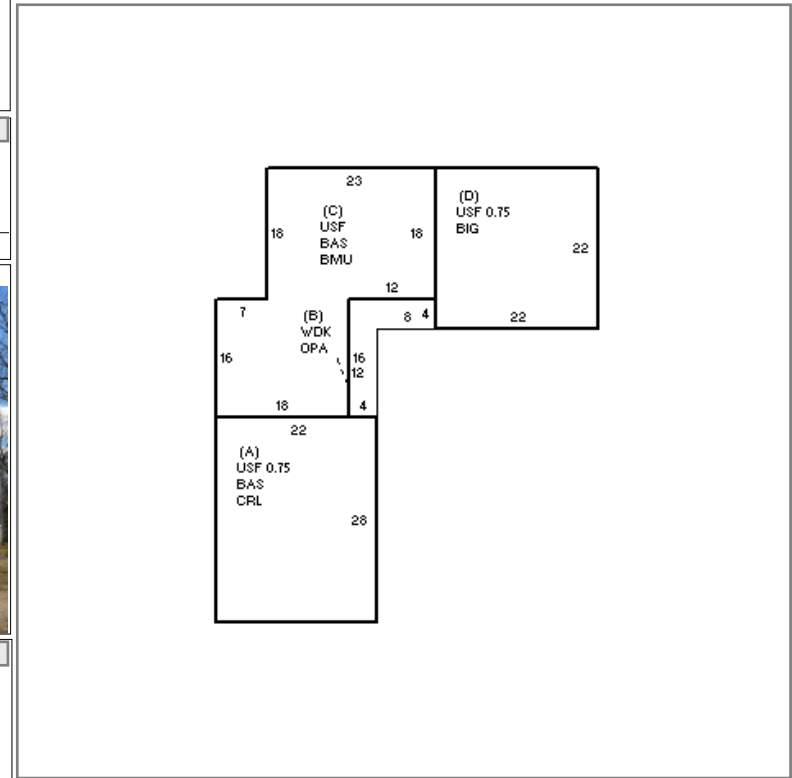 23
(D)
USF 0.75
BIG
(C)
USF
BAS
BMU
18
18
22
12
7
(B)
WDK
OPA
8
4
22
16
16
12
18
4
22
(A)
USF 0.75
BAS
CRL
28